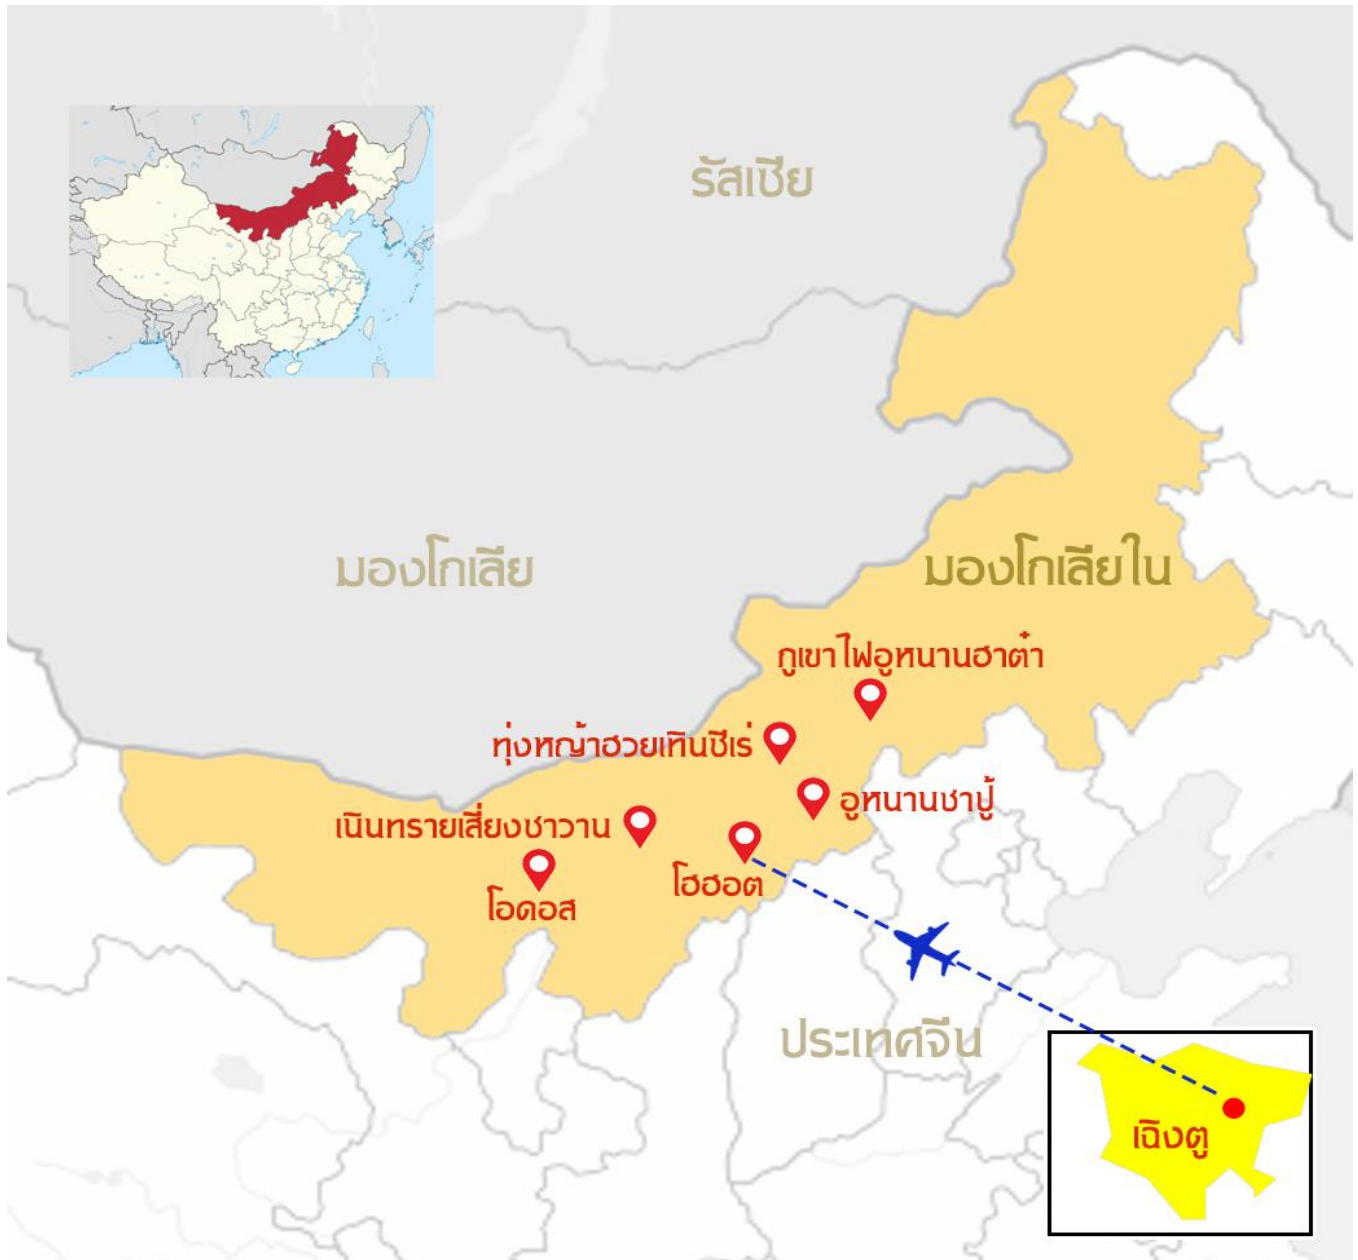 รัสเซีย
มองโกเลีย
มองโกเลียใน
ภูเขาไฟอูหนานฮาต๋า
ทุ่งหญ้าฮวยเทินซีเร่
อูหนานชาปู้
เนินทรายเสี่ยงชาวาน
โฮฮอต
โอดอส
ประเทศจีน
เฉิงตู